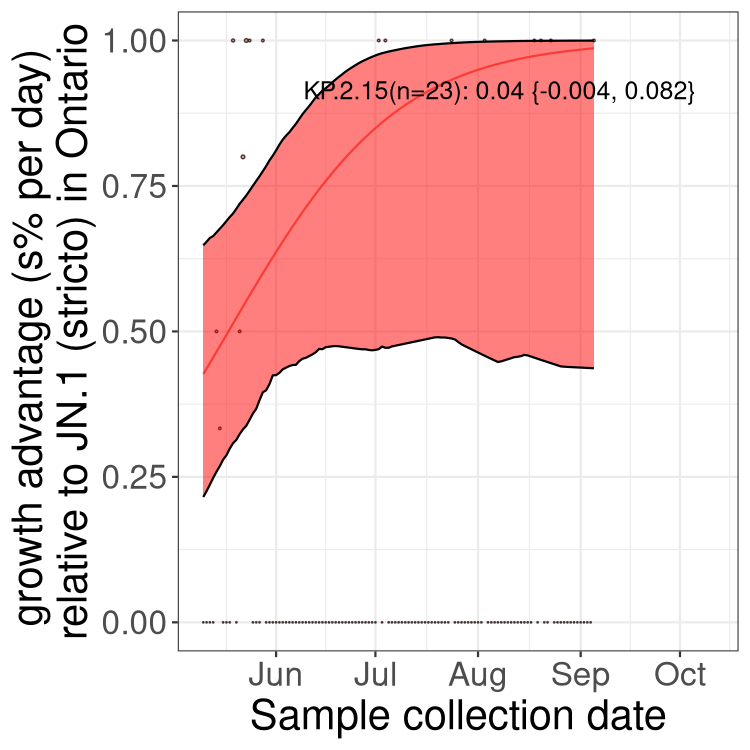 growth advantage (s% per day)
relative to JN.1 (stricto) in Ontario
1.00
0.75
0.50
0.25
0.00
KP.2.15(n=23): 0.04 {-0.004, 0.082}
Jun Jul Aug Sep Oct
Sample collection date